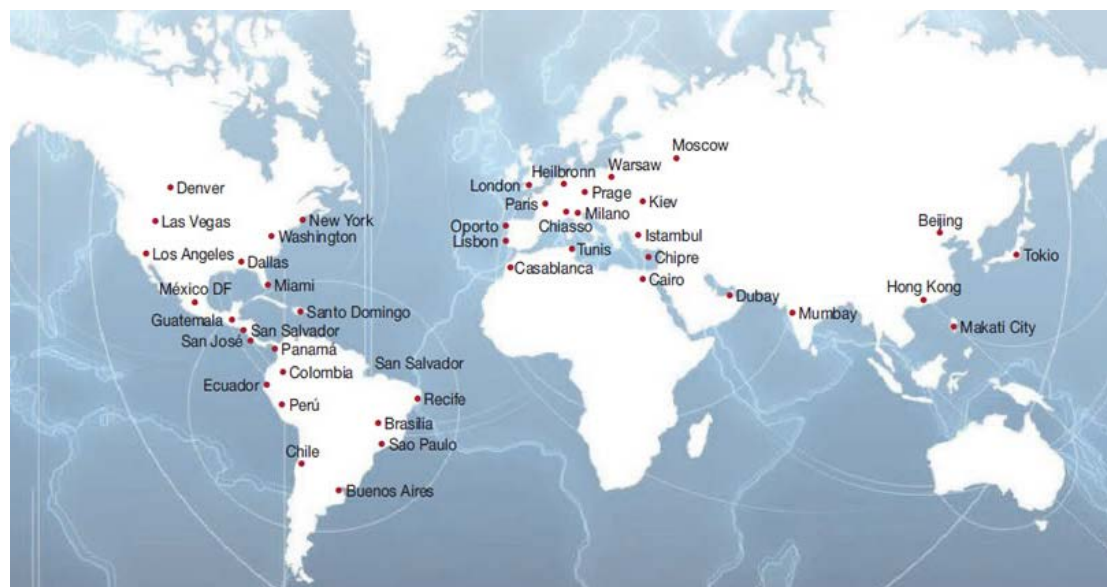 Moscow
Warsaw
Heilbronn
London
Denver
Prage
Paris
Kiev
Las Vegas
New York
Milano
Beijing
Oporto
Chiasso
Washington
Istambul
Lisbon
Tunis
Los Angeles
Chipre
Tokio
Dallas
Casablanca
Cairo
Miami
México DF
Hong Kong
Dubay
Santo Domingo
Mumbay
Guatemala
Makati City
San Salvador
San José
Panamá
San Salvador
Colombia
Ecuador
Recife
Perú
Brasilia
Sao Paulo
Chile
Buenos Aires